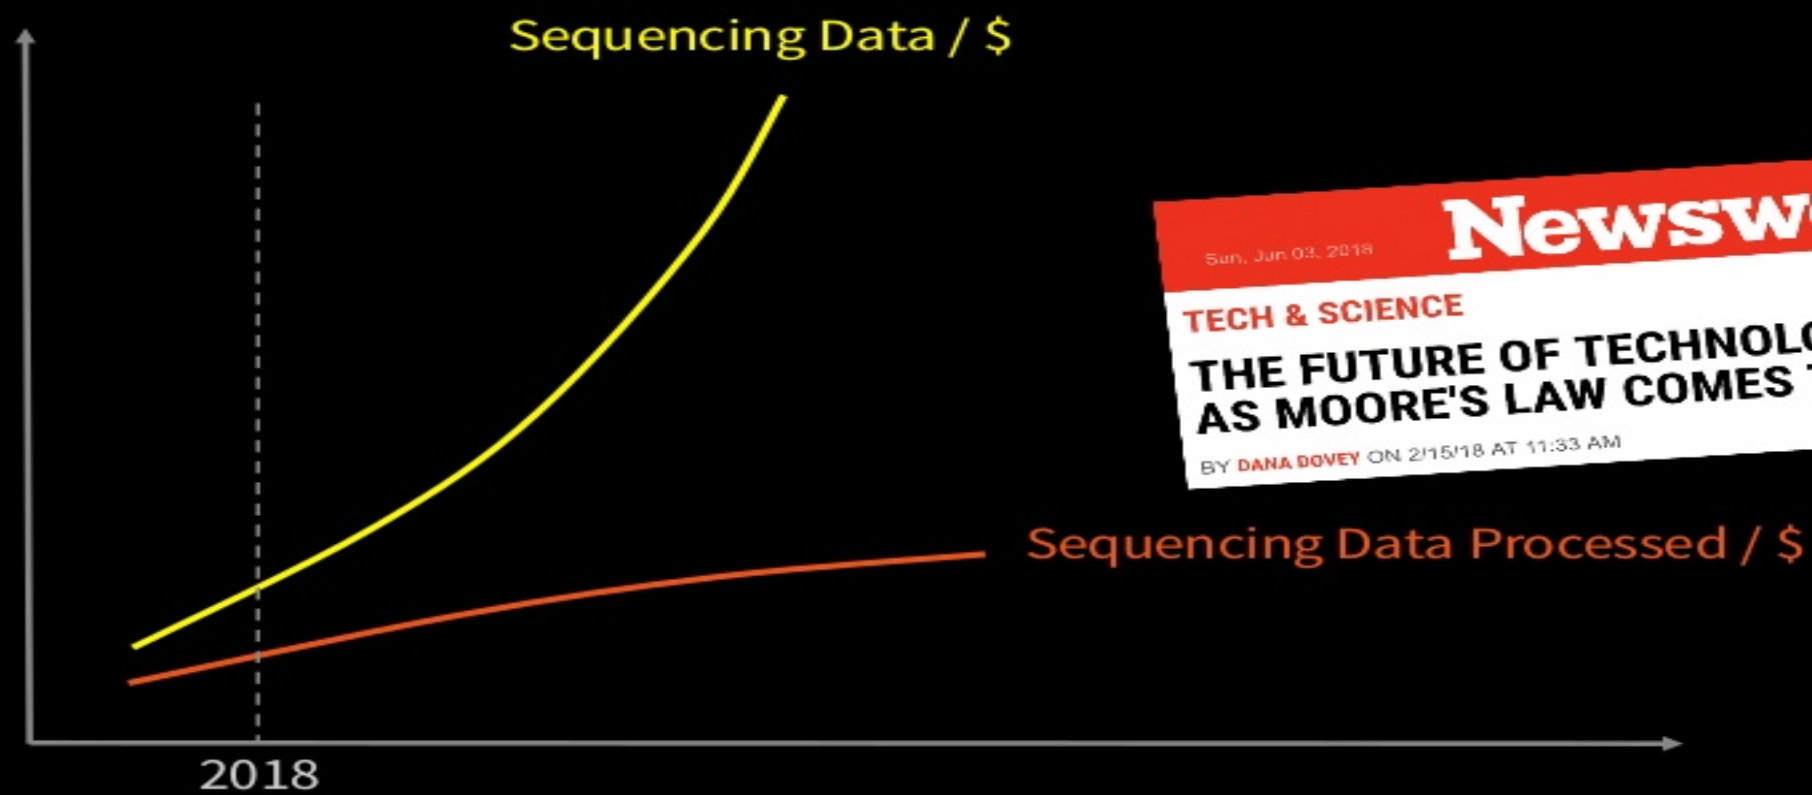 Sequencing Data / $
Newsw
Sun, Jun 03, 2018
TECH & SCIENCE
THE FUTURE OF TECHNOLO
AS MOORE'S LAW COMES T
BY DANA DOVEY ON 2/15/18 AT 11:33 AM
Sequencing Data Processed / $
2018